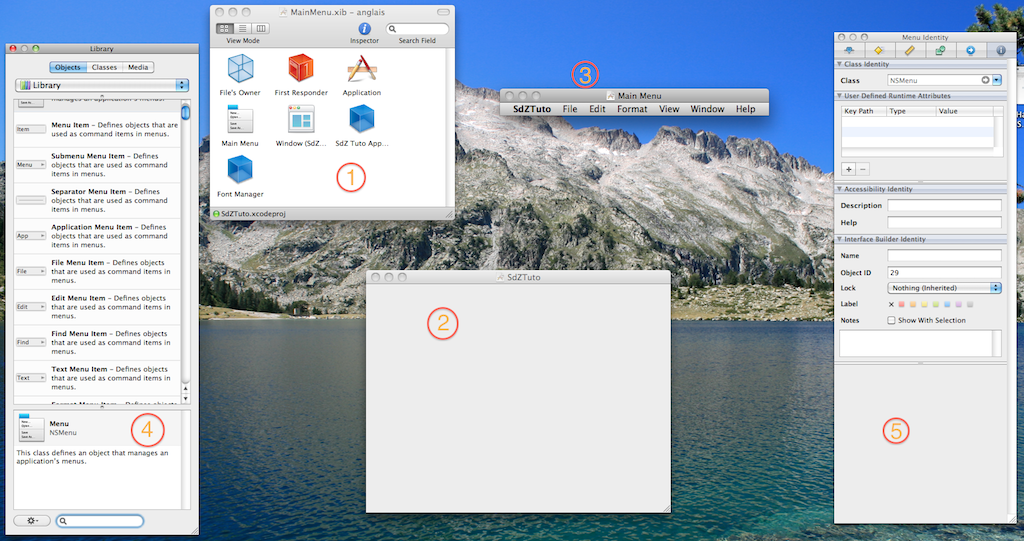 Library
Objects Classes Media
Library
manages an application's menus.
Item
Menu Item – Defines objects that are used as command items in menus.
Menu
Submenu Menu Item – Defines objects that are used as command items in menus.
Separator Menu Item – Defines objects that are used as command items in menus.
App
Application Menu Item – Defines objects that are used as command items in menus.
File
File Menu Item – Defines objects that are used as command items in menus.
Edit
Edit Menu Item – Defines objects that are used as command items in menus.
Find
Find Menu Item – Defines objects that are used as command items in menus.
Text
Text Menu Item – Defines objects that are used as command items in menus.
Menu
NSMenu
4
This class defines an object that manages an application's menus.
MainMenu.xib – anglais
View Mode
Inspector
Search Field
File's Owner
First Responder
Application
Main Menu
Window (SdZ...
SdZ Tuto App...
Font Manager
1
SdZTuto.xcodeproj
3
Main Menu
SdZTuto File Edit Format View Window Help
SdZTuto
2
Menu Identity
Class Identity
Class NSMenu
User Defined Runtime Attributes
Key Path Type Value
+ −
Accessibility Identity
Description
Help
Interface Builder Identity
Name
Object ID 29
Lock Nothing (Inherited)
Label ×
Notes Show With Selection
5